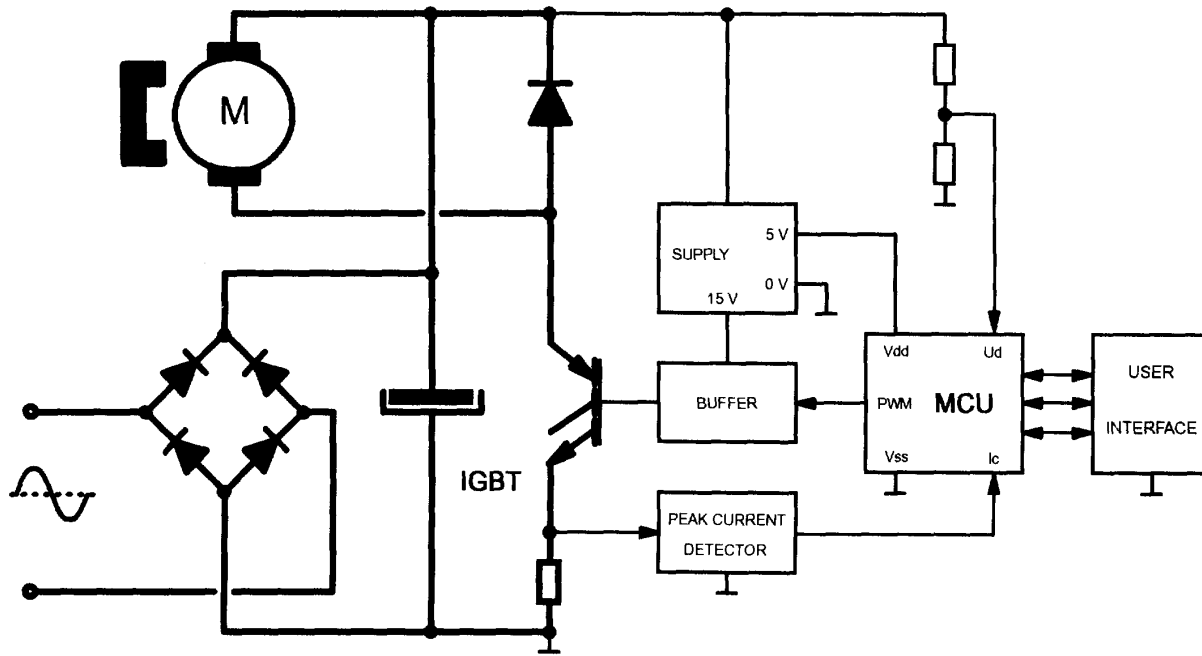 M
5 V
SUPPLY
0 V
15 V
Vdd
Ud
USER
BUFFER
PWM
MCU
INTERFACE
Vss
Ic
IGBT
PEAK CURRENT
DETECTOR